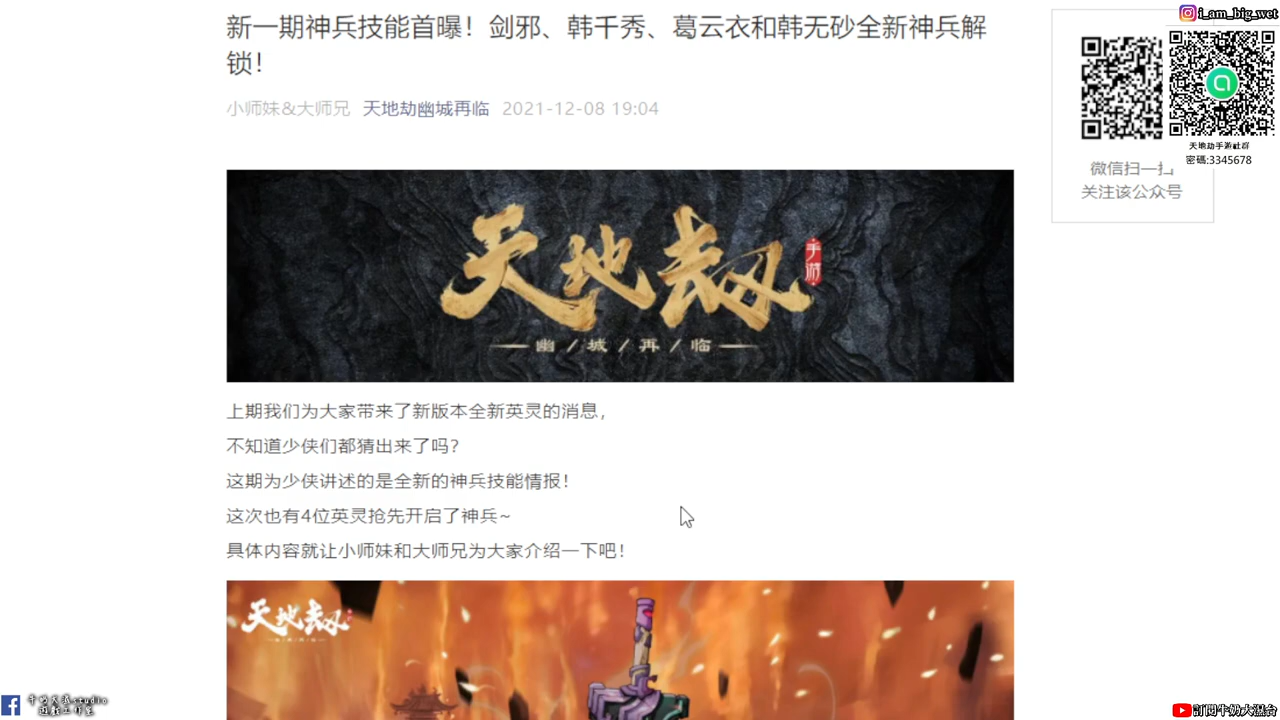 新一期神兵技能首曝！剑邪、韩千秀、葛云衣和韩无砂全新神兵解
锁！
小师妹&大师兄 天地劫幽城再临 2021-12-08 19:04
天地劫
手游
幽/城/再/临
上期我们为大家带来了新版本全新英灵的消息，
不知道少侠们都猜出来了吗？
这期为少侠讲述的是全新的神兵技能情报！
这次也有4位英灵抢先开启了神兵~
具体内容就让小师妹和大师兄为大家介绍一下吧！
天地劫
i_am_big_wet
天地劫手游社群
密碼:3345678
微信扫一扫
关注该公众号
訂閱牛奶大濕台